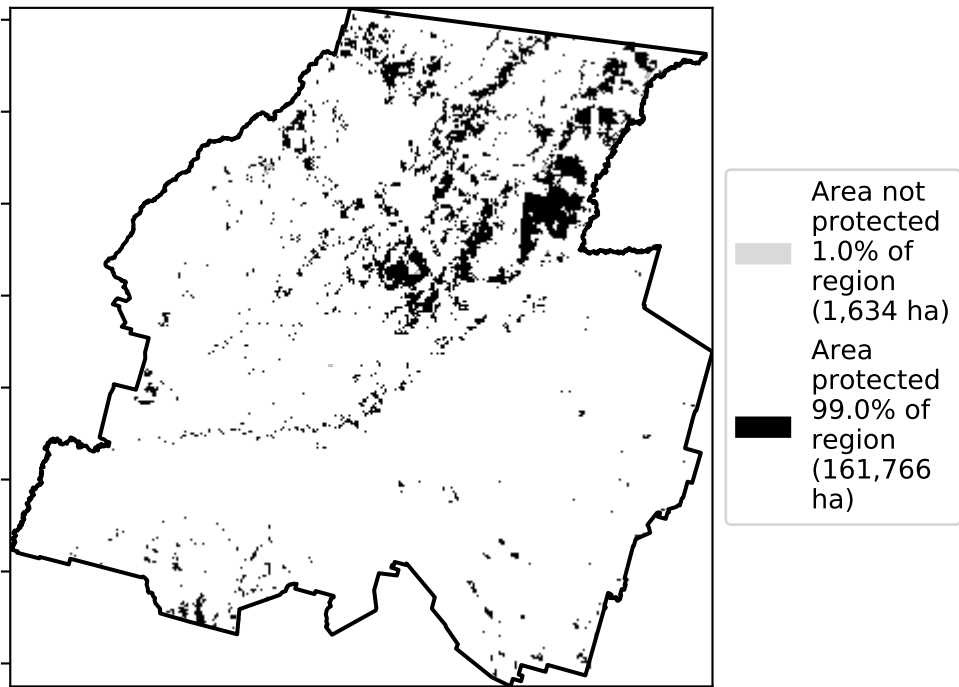 Area not
protected
1.0% of
region
(1,634 ha)
Area
protected
99.0% of
region
(161,766
ha)